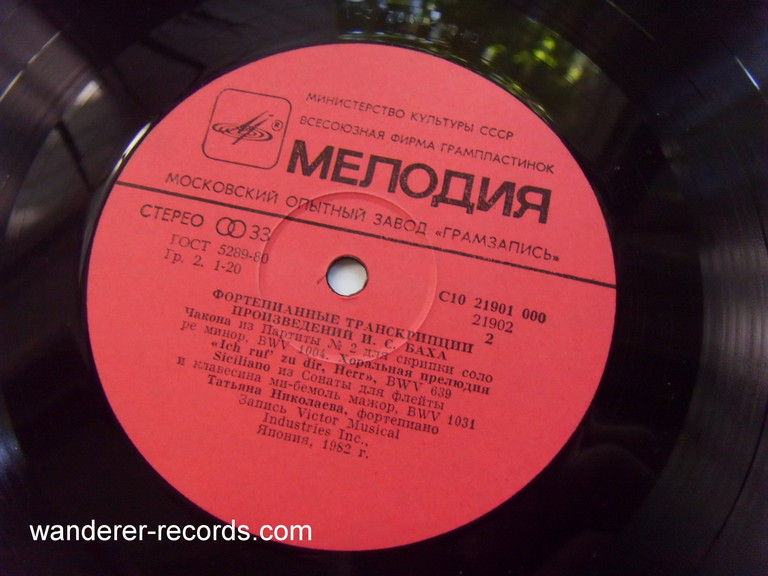 МИНИСТЕРСТВО КУЛЬТУРЫ СССР
ВСЕСОЮЗНАЯ ФИРМА ГРАМПЛАСТИНОК
®
МЕЛОДИЯ
МОСКОВСКИЙ ОПЫТНЫЙ ЗАВОД «ГРАМЗАПИСЬ»
СТЕРЕО 33
ГОСТ 5289-80
Гр. 2. 1-20
С10 21901 000
21902
2
ФОРТЕПИАННЫЕ ТРАНСКРИПЦИИ
ПРОИЗВЕДЕНИЙ И. С. БАХА
Чакона из Партиты № 2 для скрипки соло
ре минор, BWV 1004. Хоральная прелюдия
«Ich ruf' zu dir, Herr», BWV 639
Siciliano из Сонаты для флейты
и клавесина ми-бемоль мажор, BWV 1031
Татьяна Николаева, фортепиано
Запись Victor Musical
Industries Inc.,
Япония, 1982 г.
wanderer-records.com